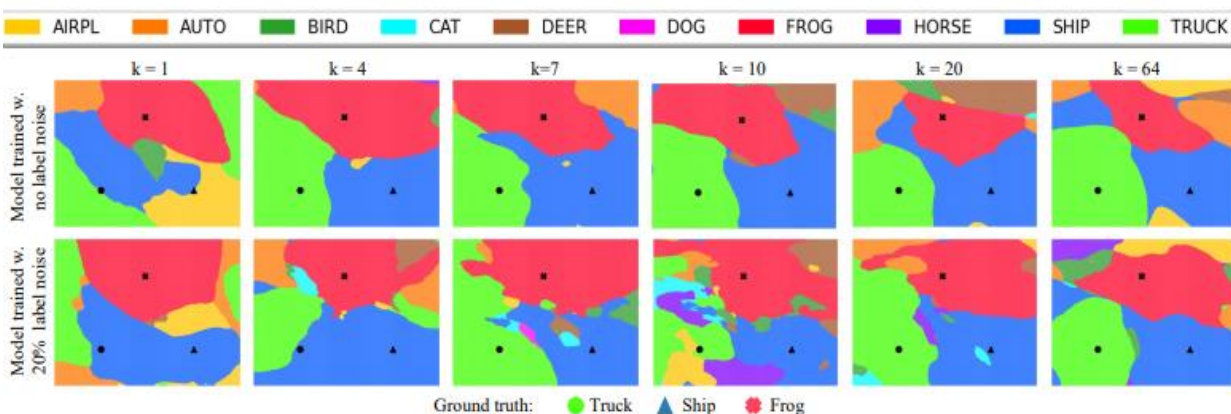 AIRPL AUTO BIRD CAT DEER DOG FROG HORSE SHIP TRUCK
k = 1 k = 4 k=7 k = 10 k = 20 k = 64
Model trained w.
no label noise
Model trained w.
20% label noise
Ground truth: Truck Ship Frog